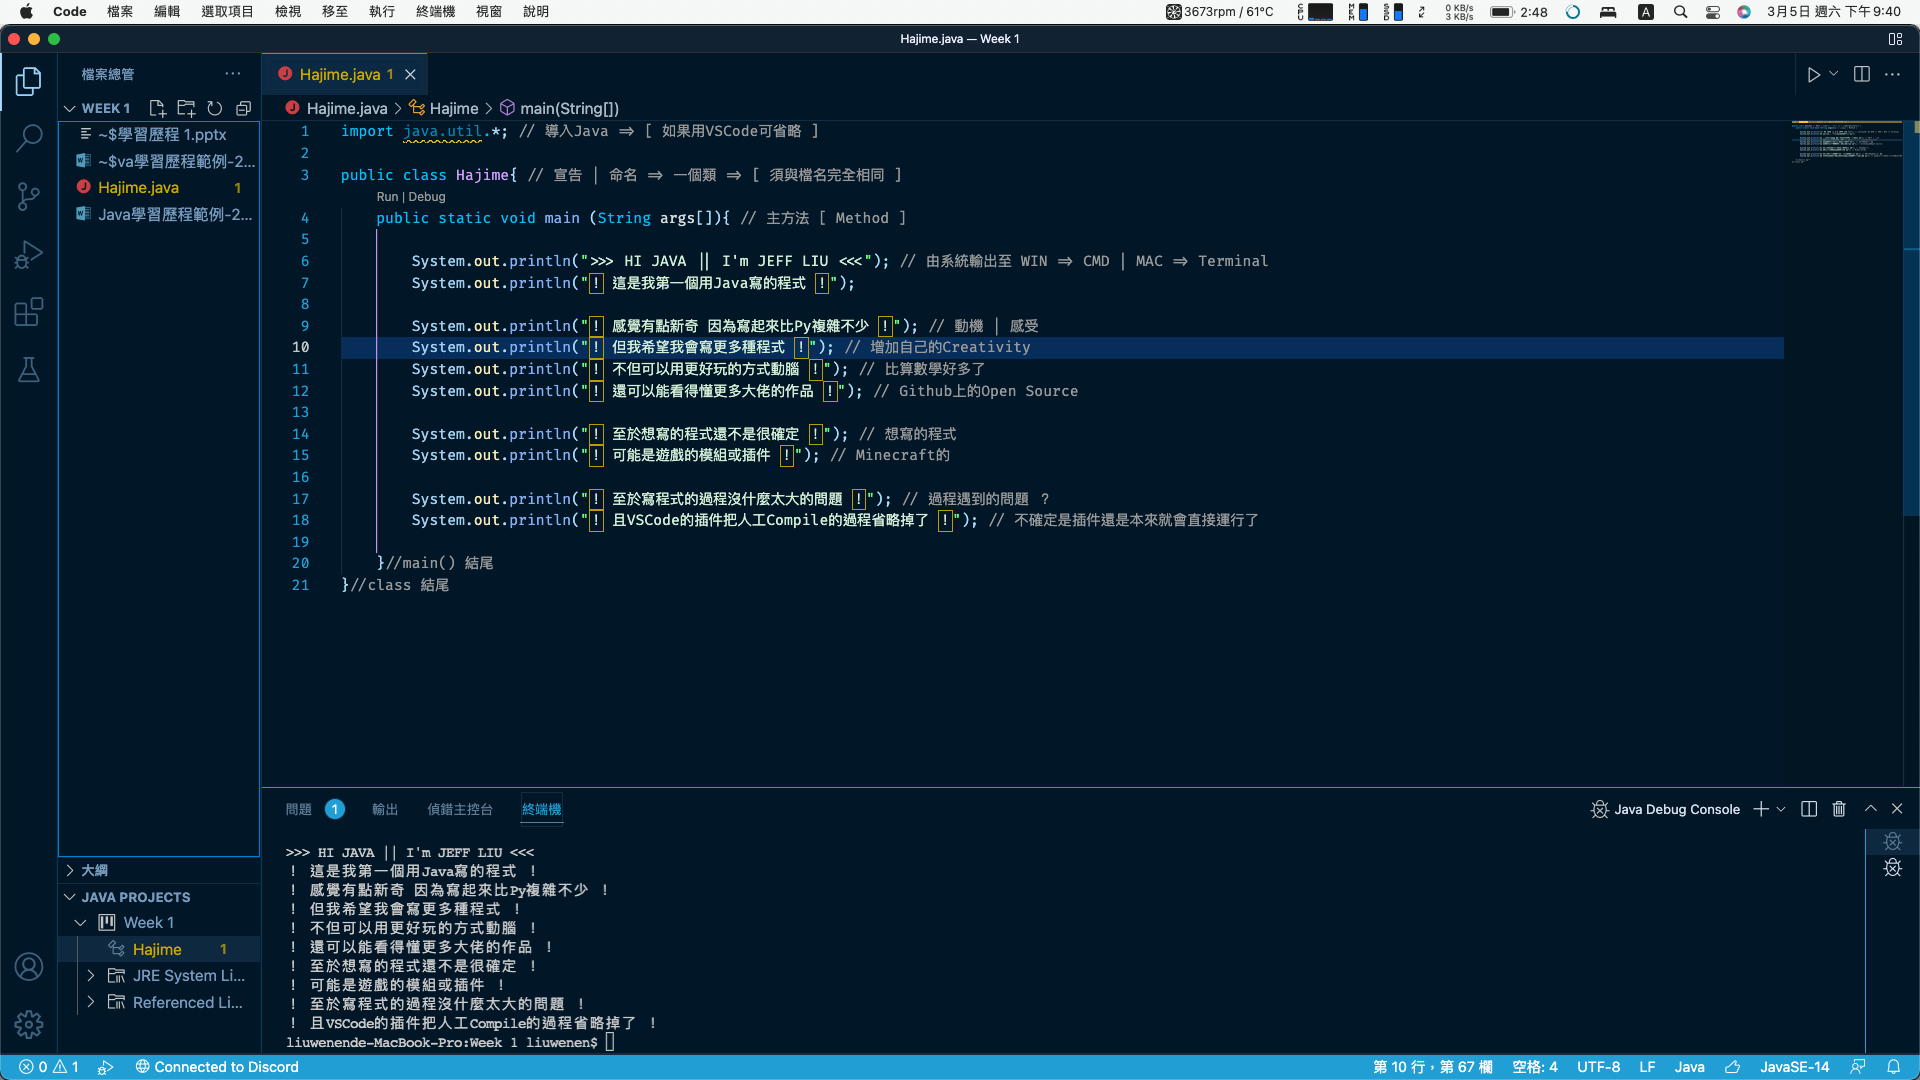 Code 檔案 編輯 選取項目 檢視 移至 執行 終端機 視窗 說明 3673rpm / 61°C CPU MEM SSD 0 KB/s 3 KB/s 2:48 A 3月5日 週六 下午9:40
Hajime.java — Week 1
檔案總管 ···
WEEK 1
~$學習歷程 1.pptx
~$va學習歷程範例-2...
Hajime.java 1
Java學習歷程範例-2...
大綱
JAVA PROJECTS
Week 1
Hajime 1
JRE System Li...
Referenced Li...
Hajime.java 1
Hajime.java > Hajime > main(String[])
1 import java.util.*; // 導入Java => [ 如果用VSCode可省略 ]
2
3 public class Hajime{ // 宣告 | 命名 => 一個類 => [ 須與檔名完全相同 ]
Run | Debug
4 public static void main (String args[]){ // 主方法 [ Method ]
5
6 System.out.println(">>> HI JAVA || I'm JEFF LIU <<<"); // 由系統輸出至 WIN => CMD | MAC => Terminal
7 System.out.println("! 這是我第一個用Java寫的程式 !");
8
9 System.out.println("! 感覺有點新奇 因為寫起來比Py複雜不少 !"); // 動機 | 感受
10 System.out.println("! 但我希望我會寫更多種程式 !"); // 增加自己的Creativity
11 System.out.println("! 不但可以用更好玩的方式動腦 !"); // 比算數學好多了
12 System.out.println("! 還可以能看得懂更多大佬的作品 !"); // Github上的Open Source
13
14 System.out.println("! 至於想寫的程式還不是很確定 !"); // 想寫的程式
15 System.out.println("! 可能是遊戲的模組或插件 !"); // Minecraft的
16
17 System.out.println("! 至於寫程式的過程沒什麼太大的問題 !"); // 過程遇到的問題 ?
18 System.out.println("! 且VSCode的插件把人工Compile的過程省略掉了 !"); // 不確定是插件還是本來就會直接運行了
19
20 }//main() 結尾
21 }//class 結尾
問題 1 輸出 偵錯主控台 終端機 Java Debug Console
>>> HI JAVA || I'm JEFF LIU <<<
! 這是我第一個用Java寫的程式 !
! 感覺有點新奇 因為寫起來比Py複雜不少 !
! 但我希望我會寫更多種程式 !
! 不但可以用更好玩的方式動腦 !
! 還可以能看得懂更多大佬的作品 !
! 至於想寫的程式還不是很確定 !
! 可能是遊戲的模組或插件 !
! 至於寫程式的過程沒什麼太大的問題 !
! 且VSCode的插件把人工Compile的過程省略掉了 !
liuwenende-MacBook-Pro:Week 1 liuwenen$
0 1 Connected to Discord 第 10 行，第 67 欄 空格: 4 UTF-8 LF Java JavaSE-14